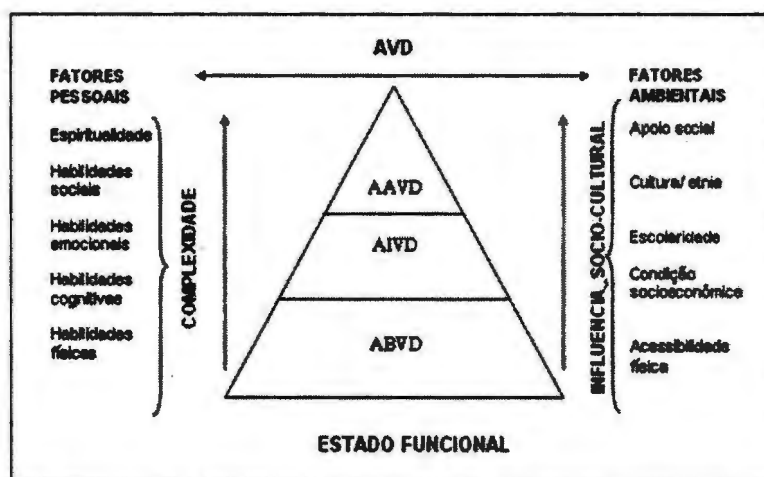 AVD
FATORES
PESSOAIS
Espiritualidade
Habilidades
sociais
Habilidades
emocionais
Habilidades
cognitivas
Habilidades
físicas
COMPLEXIDADE
AAVD
AIVD
ABVD
INFLUENCIA_SOCIO-CULTURAL
FATORES
AMBIENTAIS
Apoio social
Cultura/ etnia
Escolaridade
Condição
socioeconômica
Acessibilidade
física
ESTADO FUNCIONAL